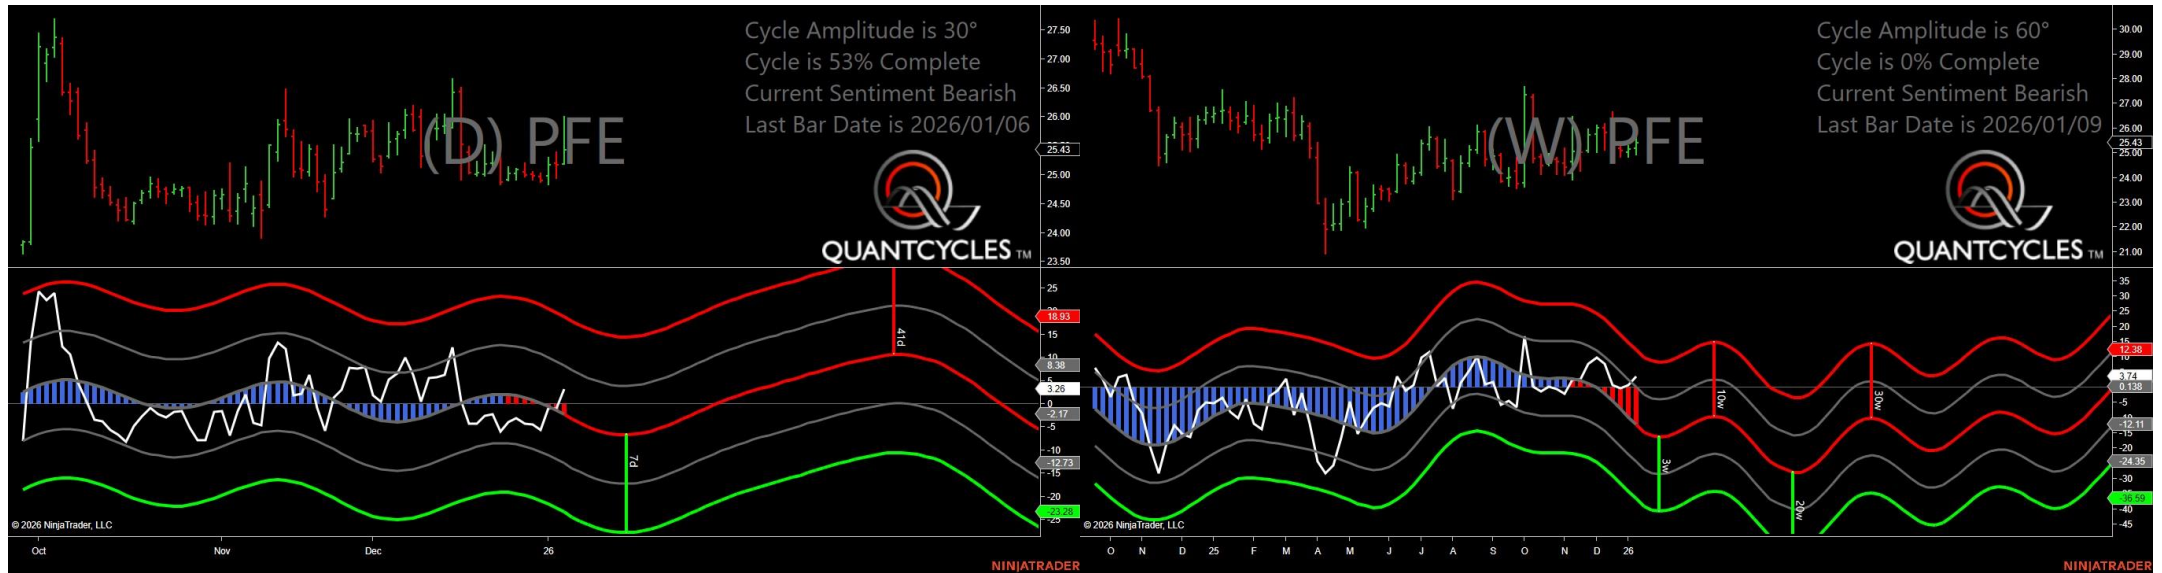 Cycle Amplitude is 30°
Cycle is 53% Complete
Current Sentiment Bearish
Last Bar Date is 2026/01/06
(D) PFE
QUANTCYCLES TM
27.50
27.00
26.50
26.00
25.43
25.00
24.50
24.00
23.50
25
18.93
15
10
8.38
5
3.26
0
-2.17
-5
-10
-12.73
-15
-20
-23.28
-25
41d
7d
© 2026 NinjaTrader, LLC
Oct Nov Dec 26
NINJATRADER
Cycle Amplitude is 60°
Cycle is 0% Complete
Current Sentiment Bearish
Last Bar Date is 2026/01/09
(W) PFE
QUANTCYCLES TM
30.00
29.00
28.00
27.00
26.00
25.43
25.00
24.00
23.00
22.00
21.00
35
30
25
20
15
12.38
3.74
0.138
-5
-12.11
-15
-20
-24.35
-30
-36.59
-40
-45
10w
30w
3w
20w
© 2026 NinjaTrader, LLC
O N D 25 F M A M J J A S O N D 26
NINJATRADER